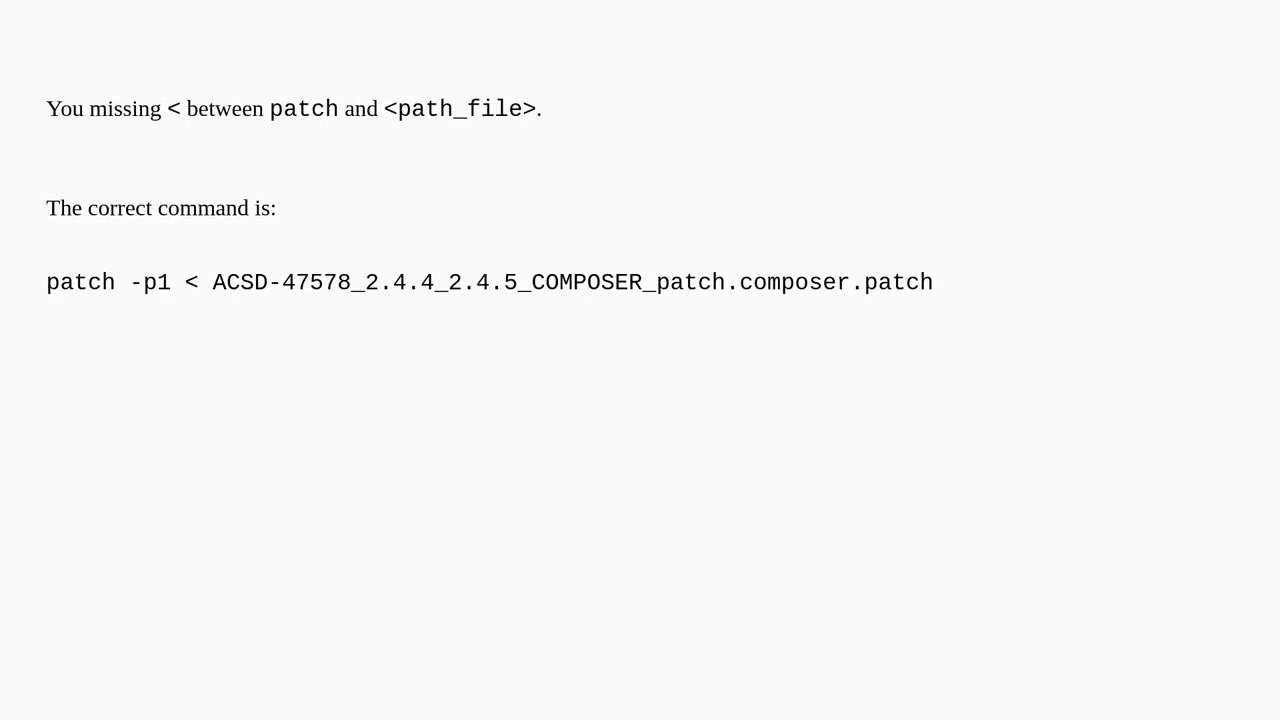 You missing < between patch and <path_file>.
The correct command is:
patch -p1 < ACSD-47578_2.4.4_2.4.5_COMPOSER_patch.composer.patch